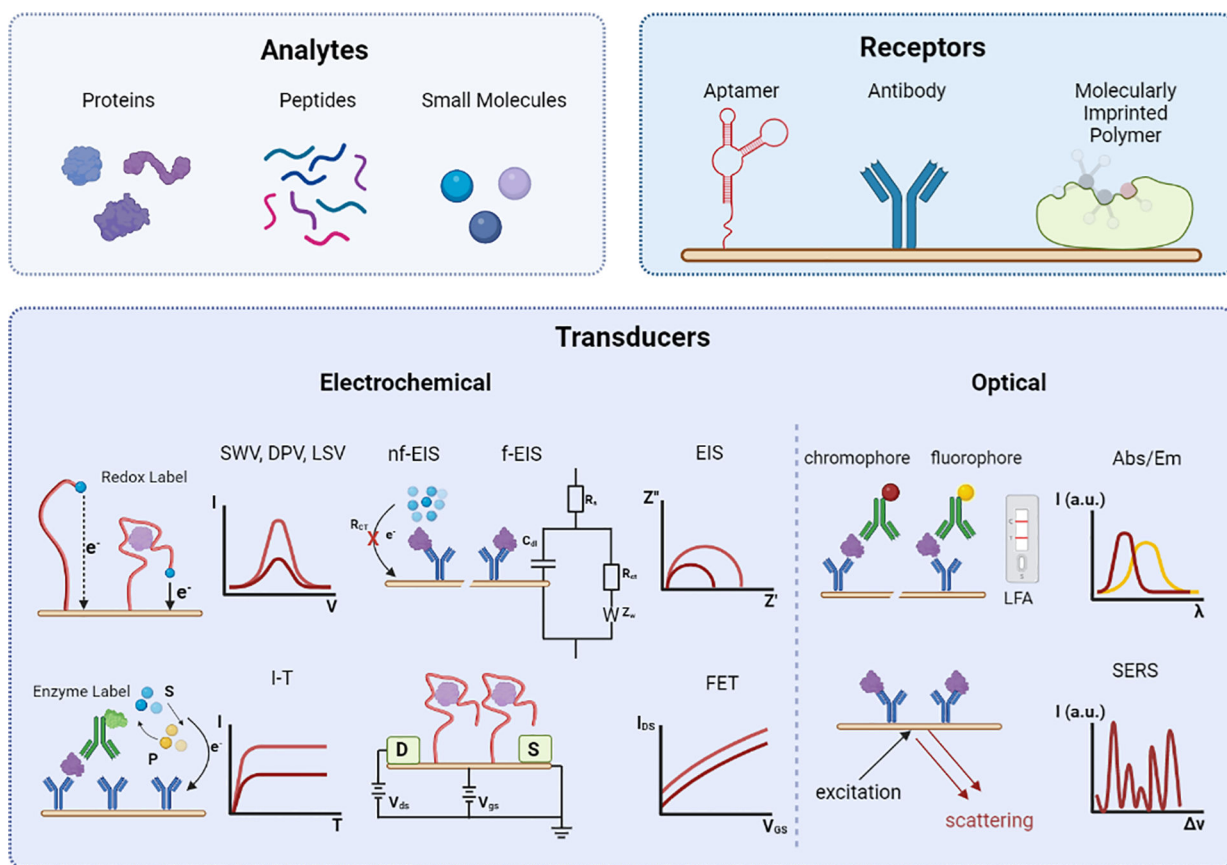 Analytes
Proteins
Peptides
Small Molecules
Receptors
Aptamer
Antibody
Molecularly
Imprinted
Polymer
Transducers
Electrochemical
Optical
Redox Label
e-
e-
SWV, DPV, LSV
I
V
nf-EIS
f-EIS
RCT
X
e-
Rs
Cdl
Rct
W
Zw
EIS
Z"
Z'
chromophore
fluorophore
C
T
S
LFA
Abs/Em
I (a.u.)
λ
Enzyme Label
S
P
e-
I-T
I
T
D
S
Vds
Vgs
FET
IDS
VGS
excitation
scattering
SERS
I (a.u.)
Δv